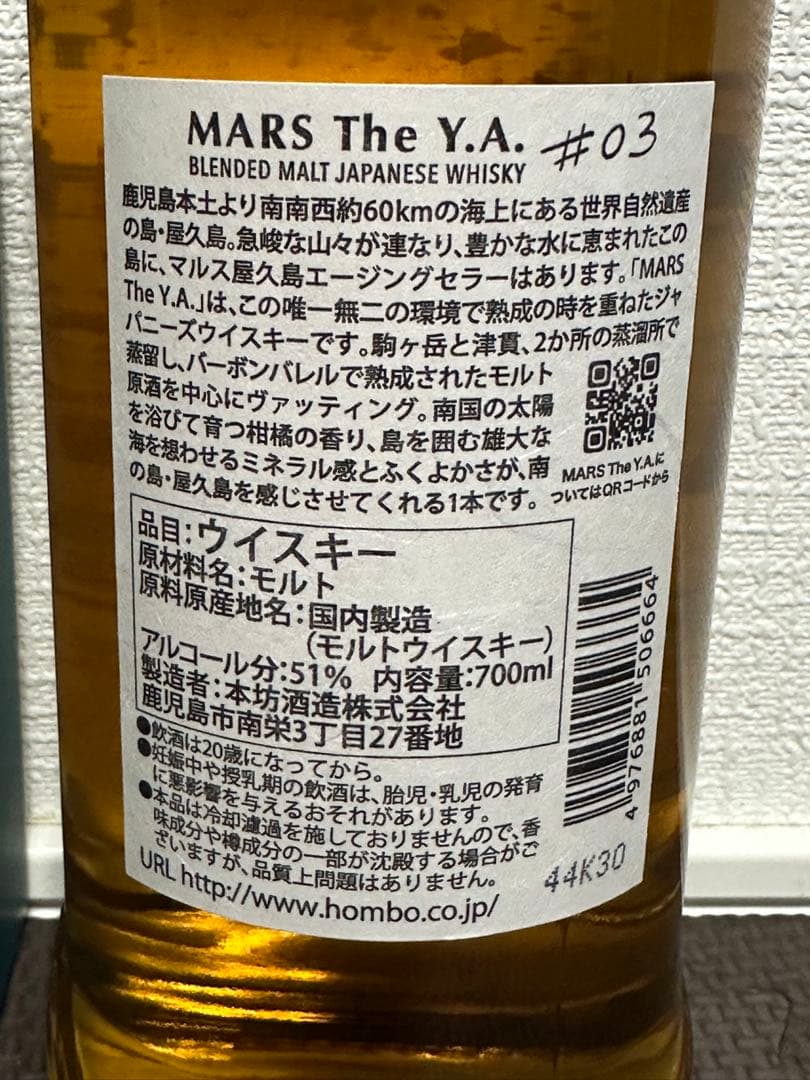 MARS The Y.A. #03
BLENDED MALT JAPANESE WHISKY
鹿児島本土より南南西約60kmの海上にある世界自然遺産
の島・屋久島。急峻な山々が連なり、豊かな水に恵まれたこの
島に、マルス屋久島エージングセラーはあります。「MARS
The Y.A.」は、この唯一無二の環境で熟成の時を重ねたジャ
パニーズウイスキーです。駒ヶ岳と津貫、2か所の蒸溜所で
蒸留し、バーボンバレルで熟成されたモルト
原酒を中心にヴァッティング。南国の太陽
を浴びて育つ柑橘の香り、島を囲む雄大な
海を想わせるミネラル感とふくよかさが、南
の島・屋久島を感じさせてくれる1本です。
MARS The Y.A.に
ついてはQRコードから
品目:ウイスキー
原材料名:モルト
原料原産地名:国内製造
(モルトウイスキー)
アルコール分:51% 内容量:700ml
製造者:本坊酒造株式会社
鹿児島市南栄3丁目27番地
●飲酒は20歳になってから。
●妊娠中や授乳期の飲酒は、胎児・乳児の発育
に悪影響を与えるおそれがあります。
●本品は冷却濾過を施しておりませんので、香
味成分や樽成分の一部が沈殿する場合がご
ざいますが、品質上問題はありません。
URL http://www.hombo.co.jp/
4 976881 506664
44K30